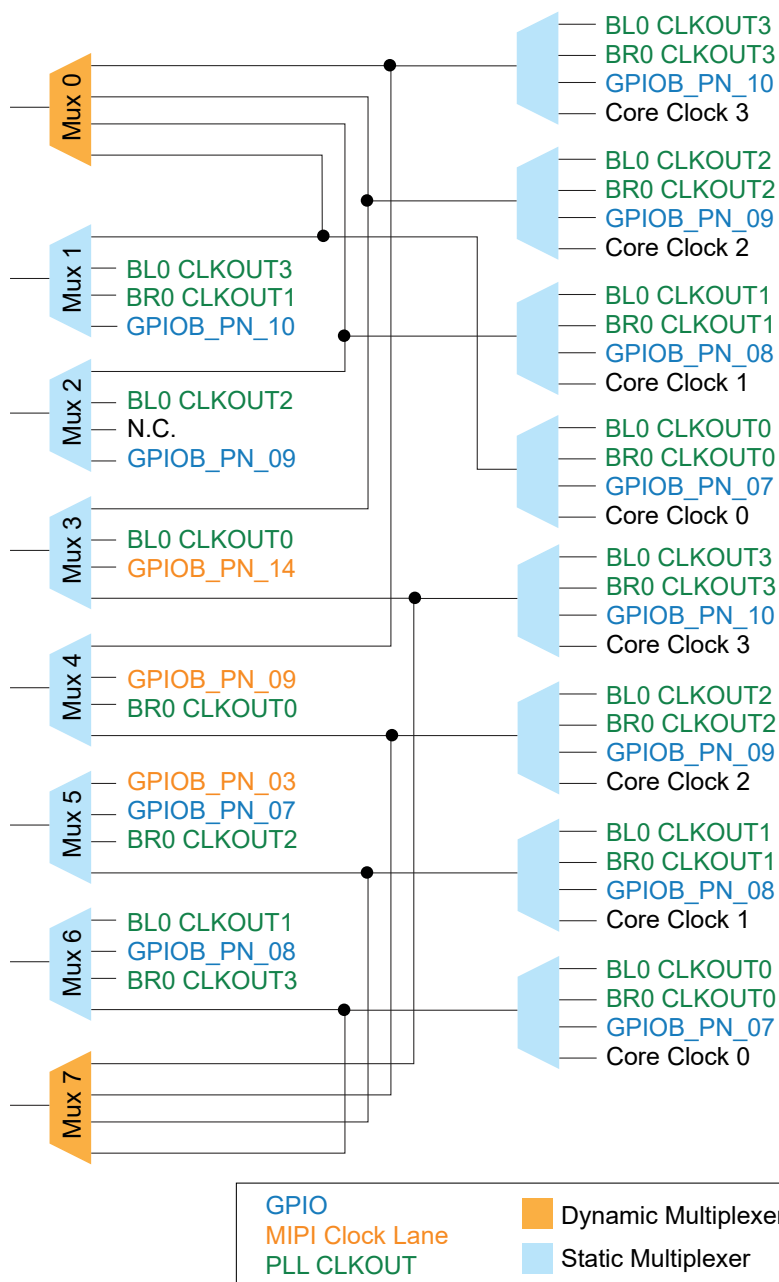 Mux 0
Mux 1
BL0 CLKOUT3
BR0 CLKOUT1
GPIOB_PN_10
Mux 2
BL0 CLKOUT2
N.C.
GPIOB_PN_09
Mux 3
BL0 CLKOUT0
GPIOB_PN_14
Mux 4
GPIOB_PN_09
BR0 CLKOUT0
Mux 5
GPIOB_PN_03
GPIOB_PN_07
BR0 CLKOUT2
Mux 6
BL0 CLKOUT1
GPIOB_PN_08
BR0 CLKOUT3
Mux 7
BL0 CLKOUT3
BR0 CLKOUT3
GPIOB_PN_10
Core Clock 3
BL0 CLKOUT2
BR0 CLKOUT2
GPIOB_PN_09
Core Clock 2
BL0 CLKOUT1
BR0 CLKOUT1
GPIOB_PN_08
Core Clock 1
BL0 CLKOUT0
BR0 CLKOUT0
GPIOB_PN_07
Core Clock 0
BL0 CLKOUT3
BR0 CLKOUT3
GPIOB_PN_10
Core Clock 3
BL0 CLKOUT2
BR0 CLKOUT2
GPIOB_PN_09
Core Clock 2
BL0 CLKOUT1
BR0 CLKOUT1
GPIOB_PN_08
Core Clock 1
BL0 CLKOUT0
BR0 CLKOUT0
GPIOB_PN_07
Core Clock 0
GPIO
MIPI Clock Lane
PLL CLKOUT
Dynamic Multiplexer
Static Multiplexer